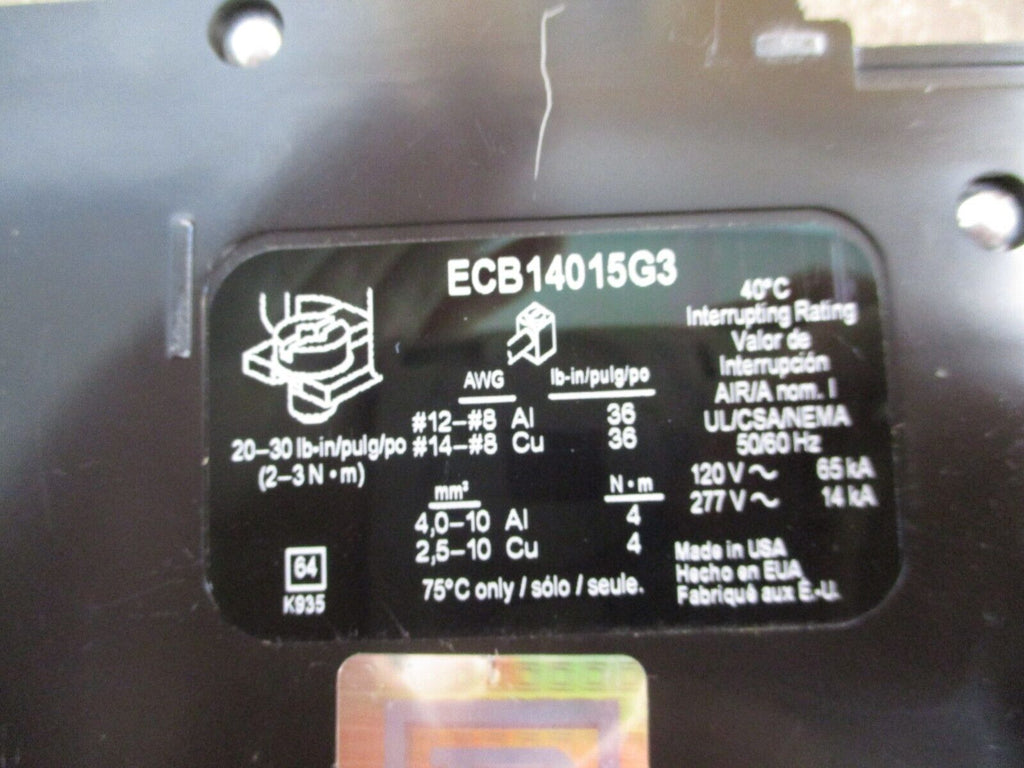 ECB14015G3
20–30 lb-in/pulg/po
(2–3 N • m)
AWG lb-in/pulg/po
#12–#8 Al 36
#14–#8 Cu 36
mm² N • m
4,0–10 Al 4
2,5–10 Cu 4
75°C only / sólo / seule.
40°C
Interrupting Rating
Valor de
Interrupción
AIR/A nom. I
UL/CSA/NEMA
50/60 Hz
120 V ~ 65 kA
277 V ~ 14 kA
Made in USA
Hecho en EUA
Fabriqué aux É.-U.
64
K935